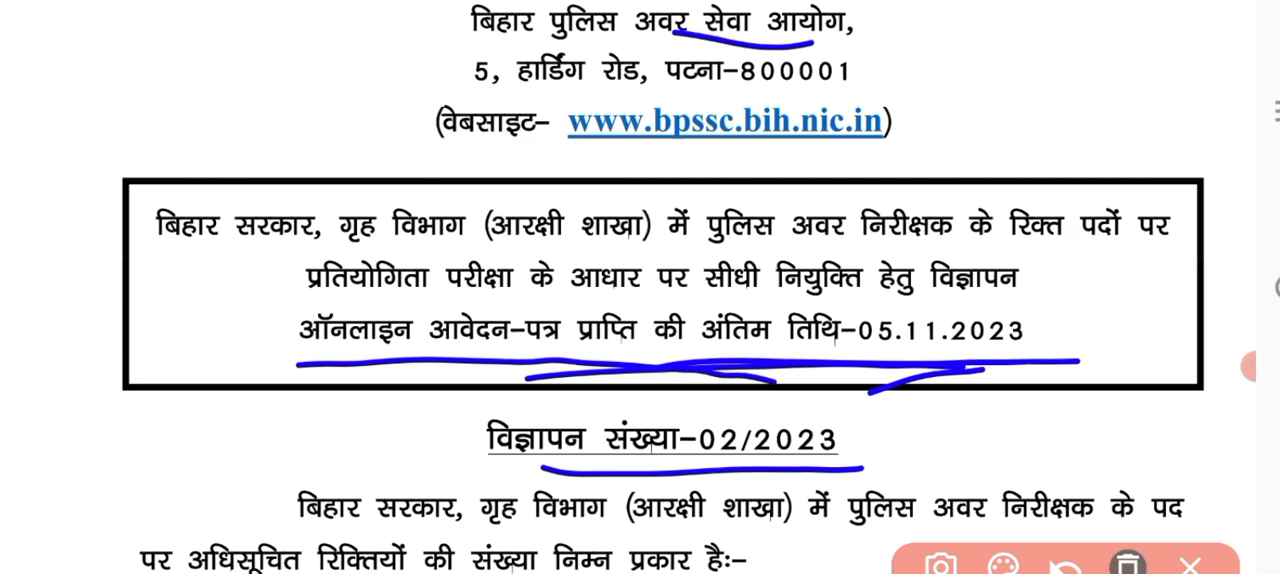 बिहार पुलिस अवर सेवा आयोग,
5, हार्डिंग रोड, पटना-800001
(वेबसाइट- www.bpssc.bih.nic.in)
बिहार सरकार, गृह विभाग (आरक्षी शाखा) में पुलिस अवर निरीक्षक के रिक्त पदों पर
प्रतियोगिता परीक्षा के आधार पर सीधी नियुक्ति हेतु विज्ञापन
ऑनलाइन आवेदन-पत्र प्राप्ति की अंतिम तिथि-05.11.2023
विज्ञापन संख्या-02/2023
बिहार सरकार, गृह विभाग (आरक्षी शाखा) में पुलिस अवर निरीक्षक के पद
पर अधिसूचित रिक्तियों की संख्या निम्न प्रकार हैः-